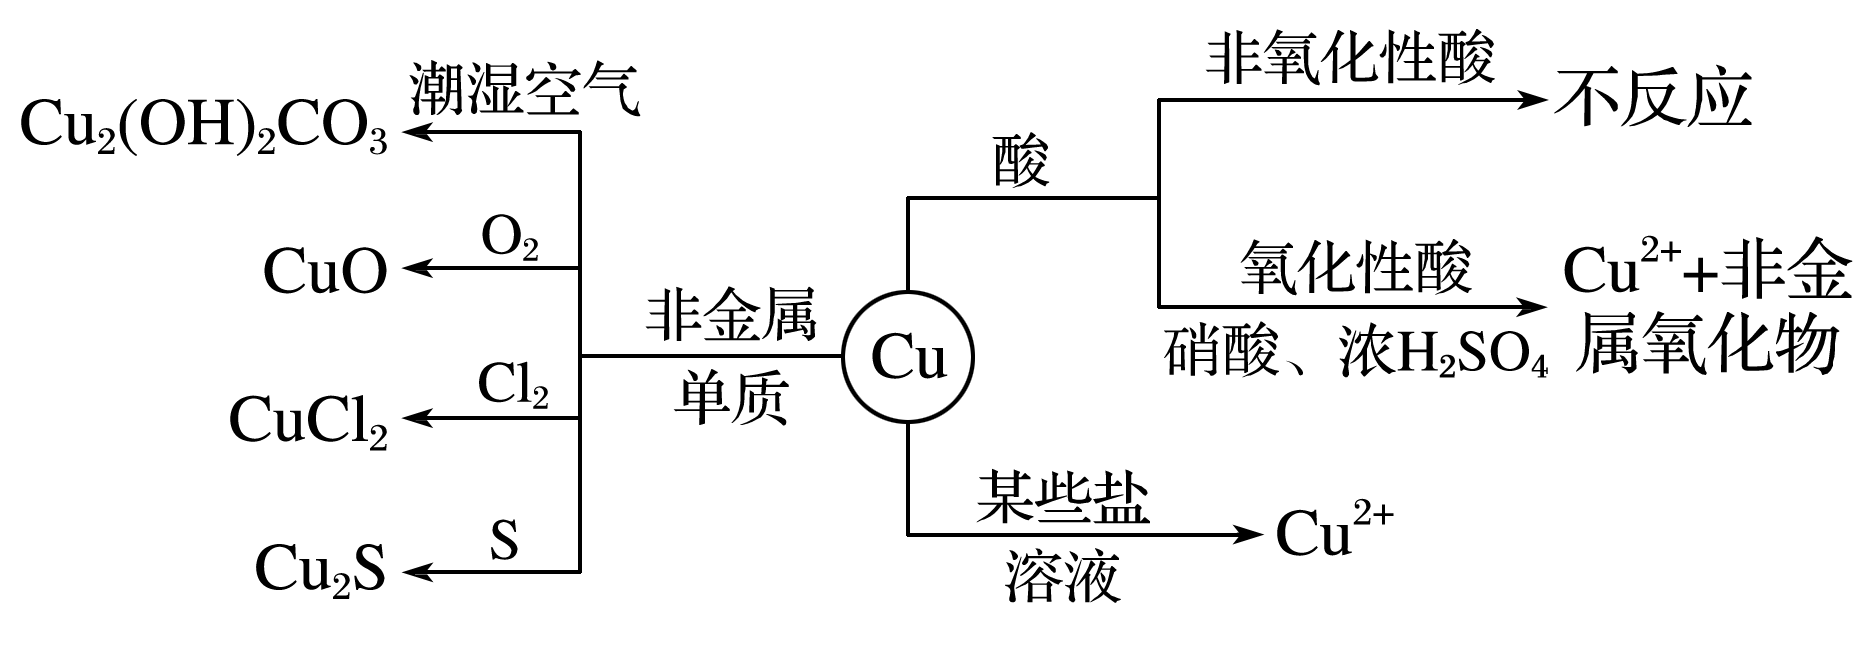 潮湿空气
Cu₂(OH)₂CO₃
O₂
CuO
Cl₂
CuCl₂
S
Cu₂S
非金属
单质
Cu
酸
非氧化性酸
不反应
氧化性酸
硝酸、浓H₂SO₄
Cu²⁺+非金
属氧化物
某些盐
溶液
Cu²⁺